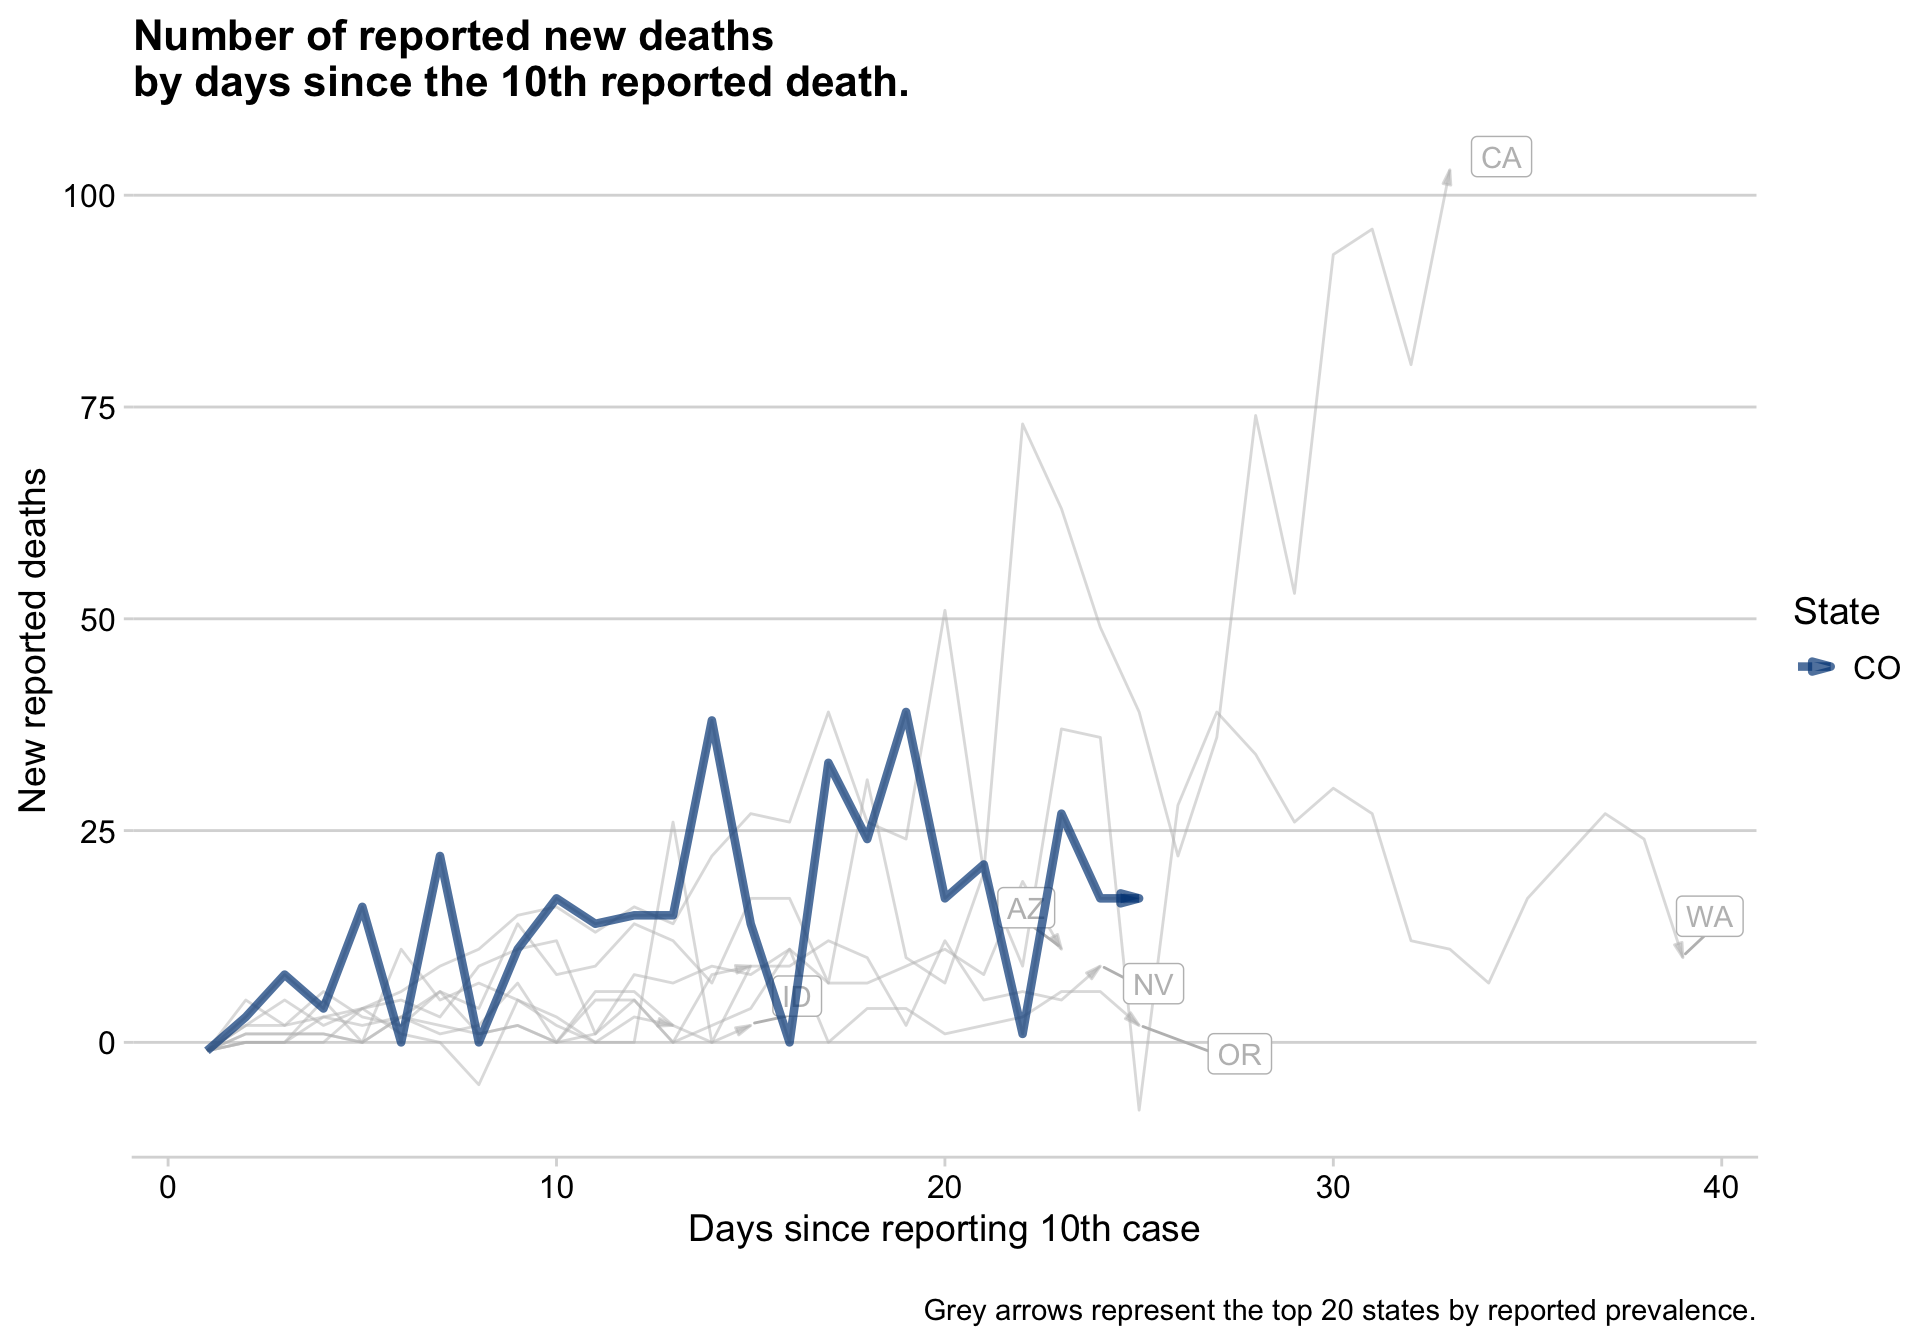 Number of reported new deaths
by days since the 10th reported death.
CA
100
75
New reported deaths
50
State
CO
25
AZ
WA
NV
ID
0
OR
0 10 20 30 40
Days since reporting 10th case
Grey arrows represent the top 20 states by reported prevalence.